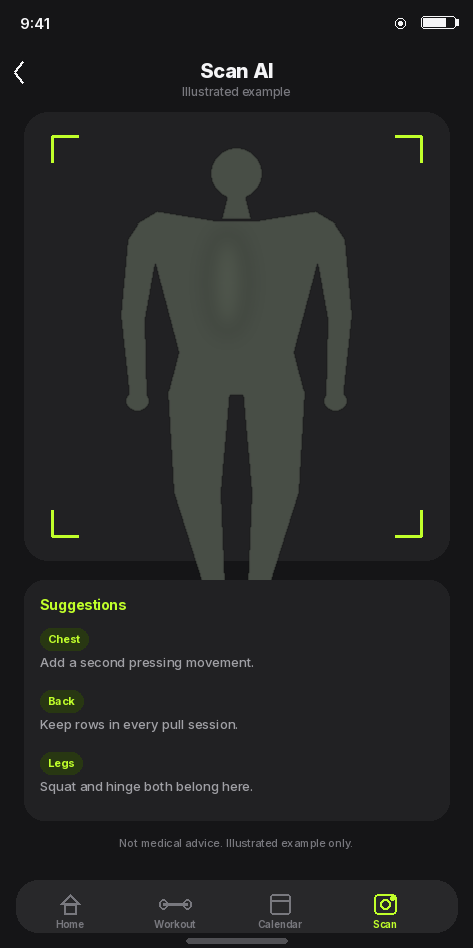 9:41
Scan AI
Illustrated example
Suggestions
Chest
Add a second pressing movement.
Back
Keep rows in every pull session.
Legs
Squat and hinge both belong here.
Not medical advice. Illustrated example only.
Home
Workout
Calendar
Scan